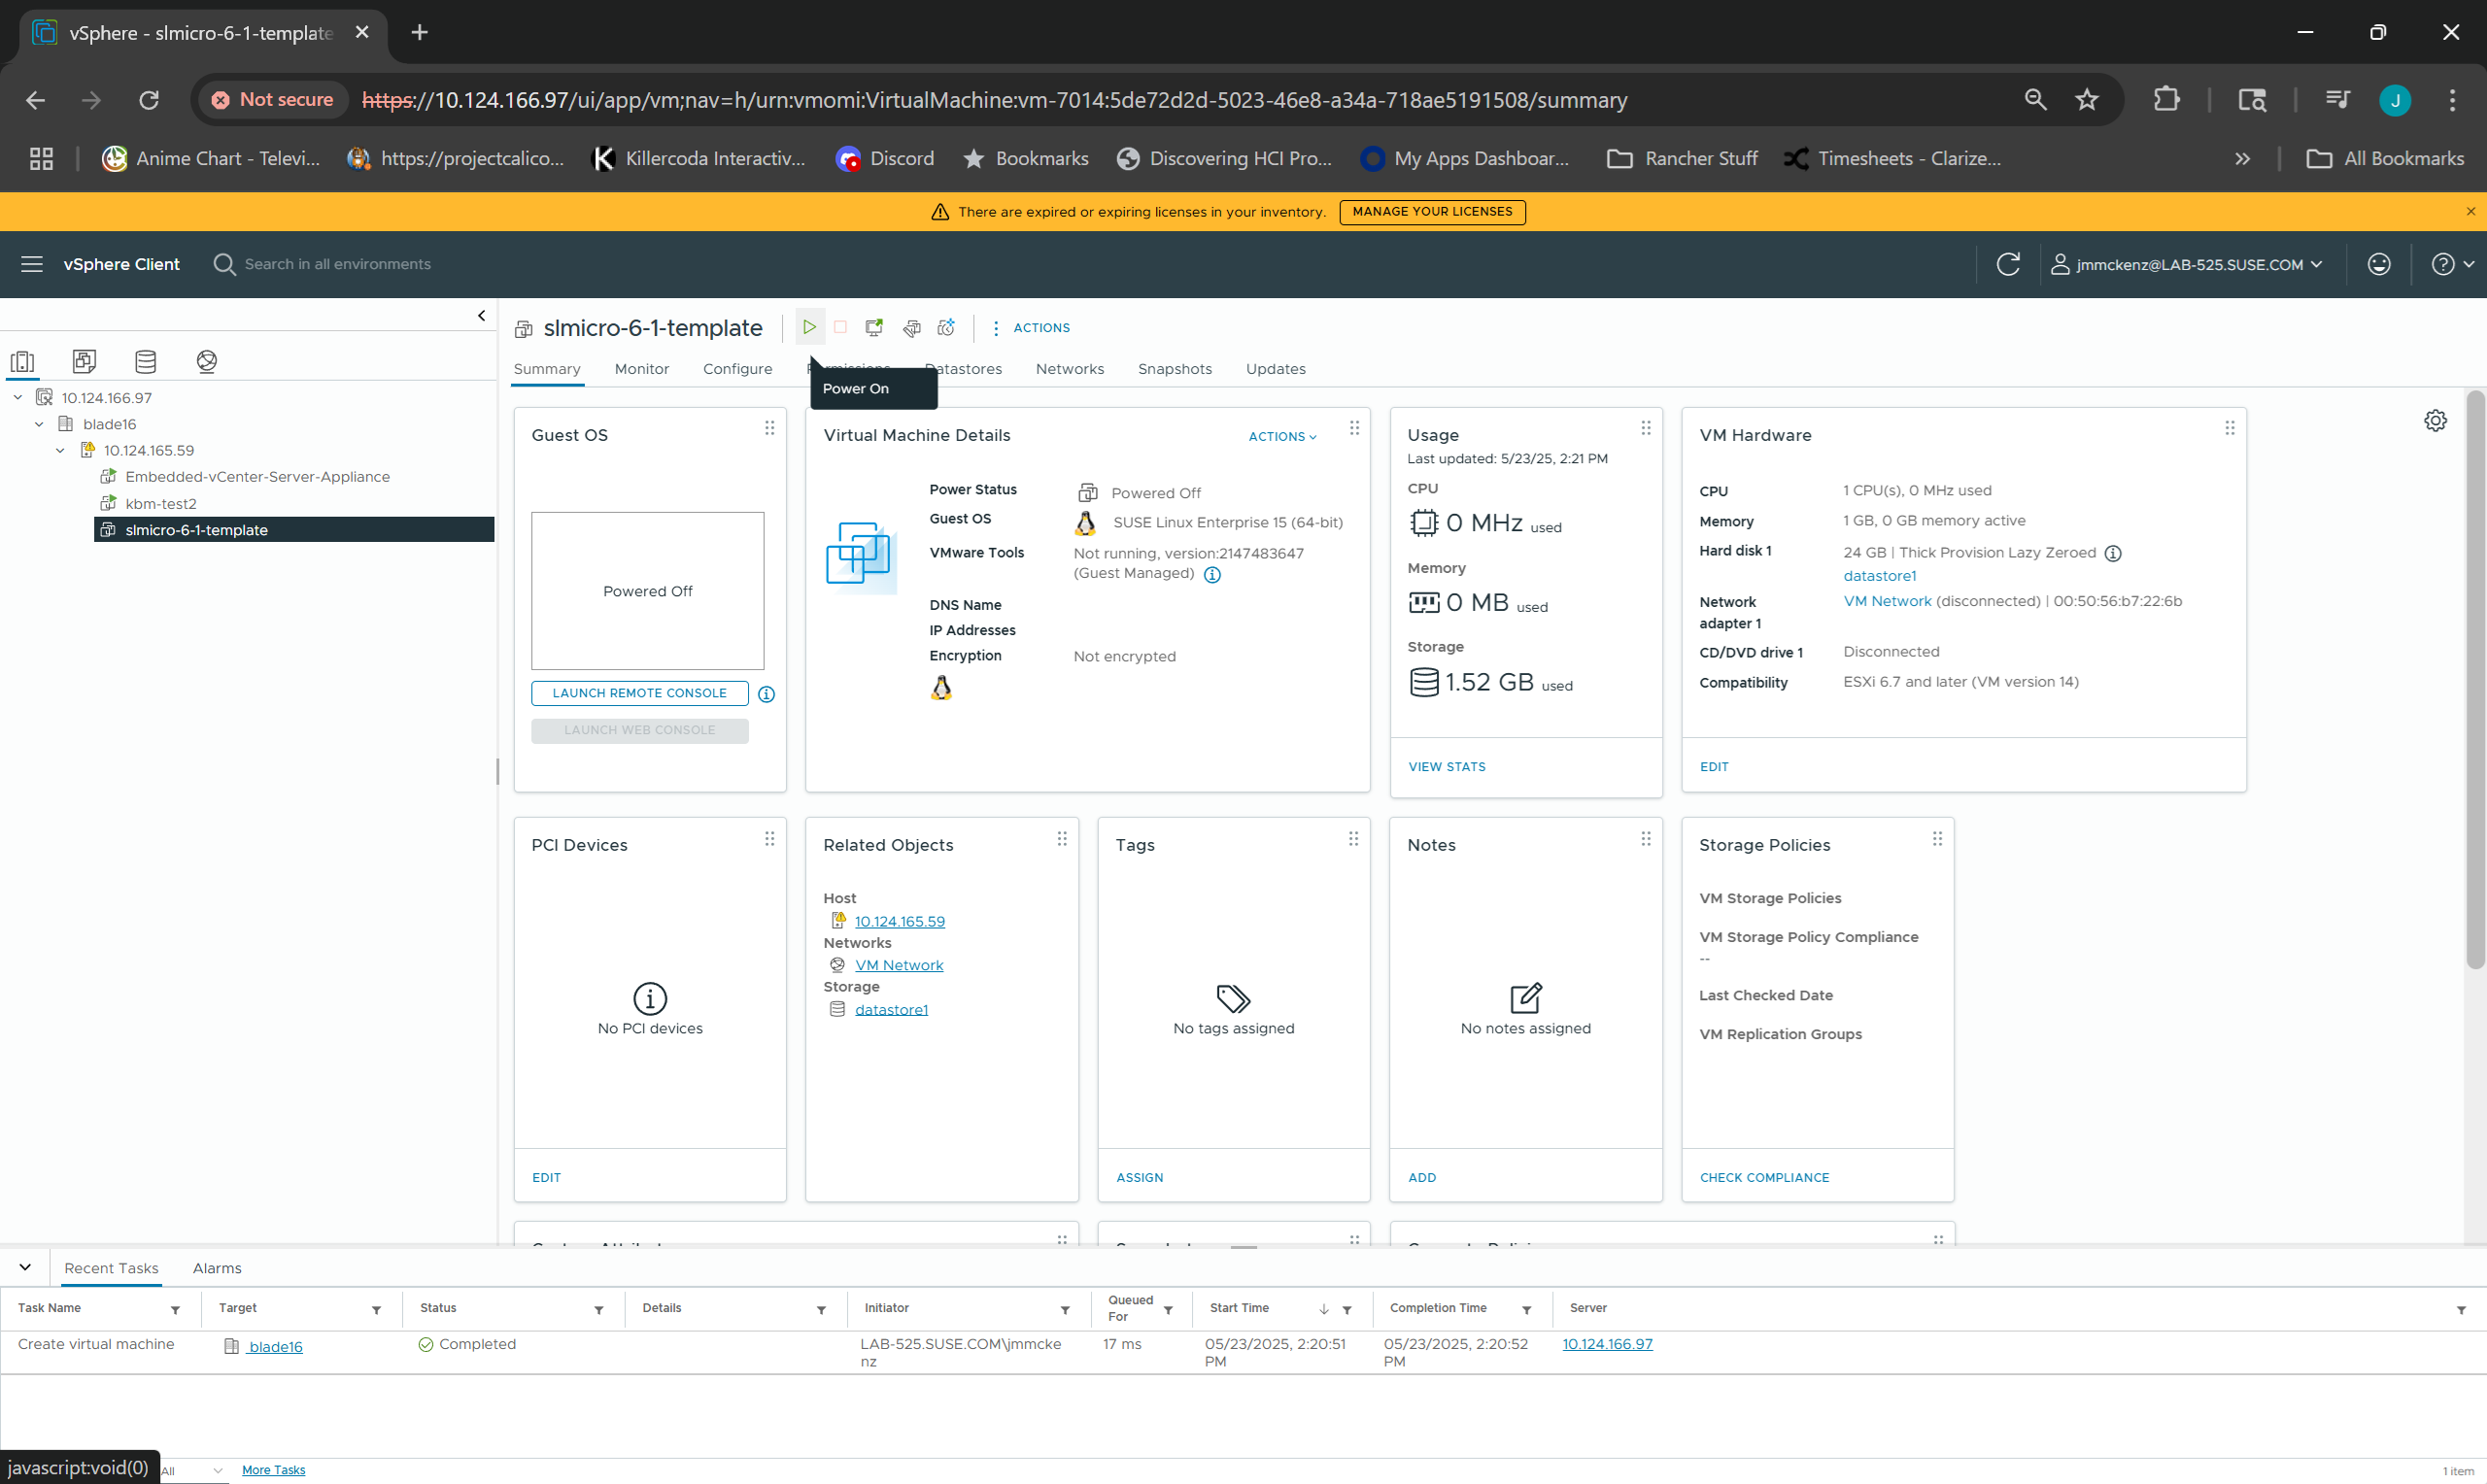 vSphere - slmicro-6-1-template
Not secure
https://10.124.166.97/ui/app/vm;nav=h/urn:vmomi:VirtualMachine:vm-7014:5de72d2d-5023-46e8-a34a-718ae5191508/summary
J
Anime Chart - Televi...
https://projectcalico...
Killercoda Interactiv...
Discord
Bookmarks
Discovering HCI Pro...
My Apps Dashboar...
Rancher Stuff
Timesheets - Clarize...
All Bookmarks
There are expired or expiring licenses in your inventory.
MANAGE YOUR LICENSES
vSphere Client
Search in all environments
jmmckenz@LAB-525.SUSE.COM
slmicro-6-1-template
ACTIONS
Summary
Monitor
Configure
Datastores
Networks
Snapshots
Updates
Power On
10.124.166.97
blade16
10.124.165.59
Embedded-vCenter-Server-Appliance
kbm-test2
slmicro-6-1-template
Guest OS
Powered Off
LAUNCH REMOTE CONSOLE
LAUNCH WEB CONSOLE
Virtual Machine Details
ACTIONS
Power Status
Powered Off
Guest OS
SUSE Linux Enterprise 15 (64-bit)
VMware Tools
Not running, version:2147483647
(Guest Managed)
DNS Name
IP Addresses
Encryption
Not encrypted
Usage
Last updated: 5/23/25, 2:21 PM
CPU
0 MHz used
Memory
0 MB used
Storage
1.52 GB used
VIEW STATS
VM Hardware
CPU
1 CPU(s), 0 MHz used
Memory
1 GB, 0 GB memory active
Hard disk 1
24 GB | Thick Provision Lazy Zeroed
datastore1
Network
adapter 1
VM Network (disconnected) | 00:50:56:b7:22:6b
CD/DVD drive 1
Disconnected
Compatibility
ESXi 6.7 and later (VM version 14)
EDIT
PCI Devices
No PCI devices
EDIT
Related Objects
Host
10.124.165.59
Networks
VM Network
Storage
datastore1
Tags
No tags assigned
ASSIGN
Notes
No notes assigned
ADD
Storage Policies
VM Storage Policies
VM Storage Policy Compliance
--
Last Checked Date
VM Replication Groups
CHECK COMPLIANCE
Recent Tasks
Alarms
Task Name
Target
Status
Details
Initiator
Queued
For
Start Time
Completion Time
Server
Create virtual machine
blade16
Completed
LAB-525.SUSE.COM\jmmcke
nz
17 ms
05/23/2025, 2:20:51
PM
05/23/2025, 2:20:52
PM
10.124.166.97
javascript:void(0)
All
More Tasks
1 item